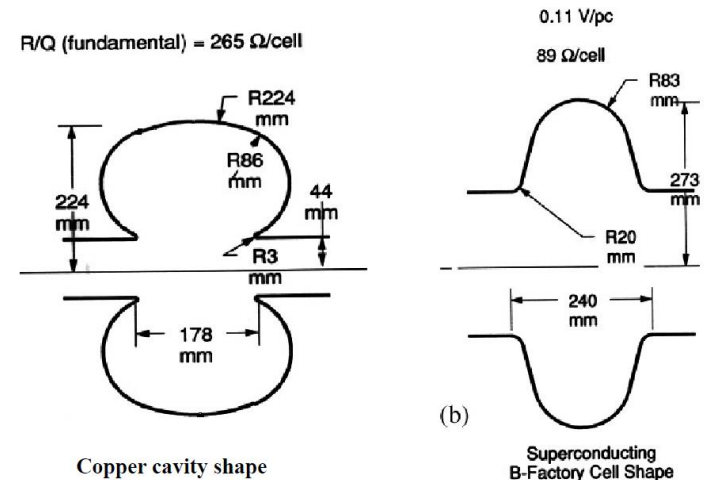 0.11 V/pc
R/Q (fundamental) = 265 Ω/cell
89 Ω/cell
R224
mm
R86
mm
224
mm
44
mm
R3
mm
178
mm
Copper cavity shape
R83
mm
273
mm
R20
mm
240
mm
(b)
Superconducting
B-Factory Cell Shape